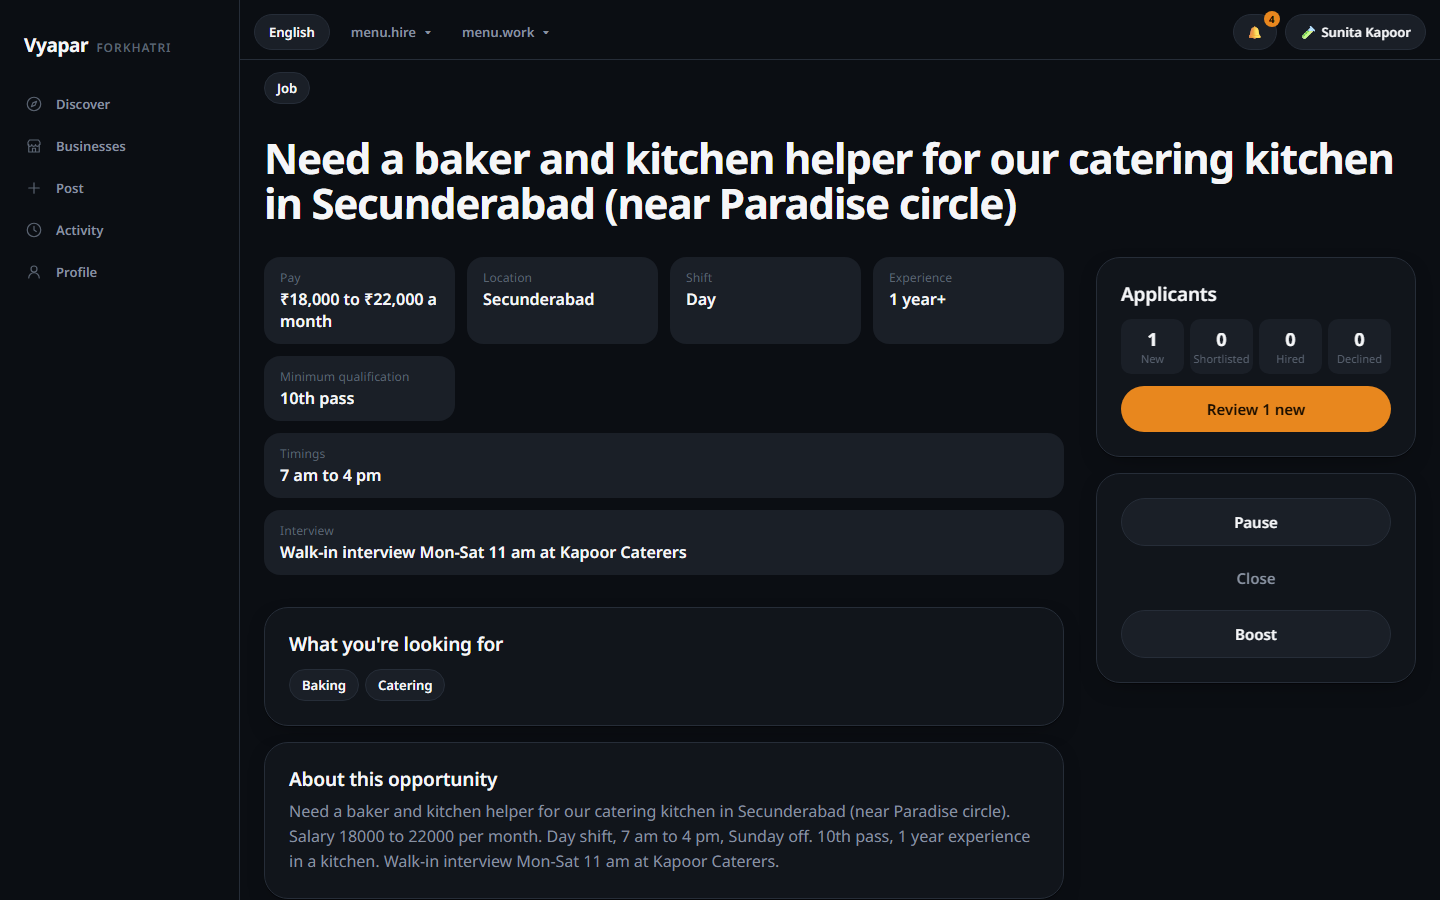 Vyapar FORKHATRI
Discover
Businesses
Post
Activity
Profile
English
menu.hire
menu.work
4
Sunita Kapoor
Job
Need a baker and kitchen helper for our catering kitchen
in Secunderabad (near Paradise circle)
Pay
₹18,000 to ₹22,000 a
month
Location
Secunderabad
Shift
Day
Experience
1 year+
Minimum qualification
10th pass
Timings
7 am to 4 pm
Interview
Walk-in interview Mon-Sat 11 am at Kapoor Caterers
What you're looking for
Baking
Catering
About this opportunity
Need a baker and kitchen helper for our catering kitchen in Secunderabad (near Paradise circle).
Salary 18000 to 22000 per month. Day shift, 7 am to 4 pm, Sunday off. 10th pass, 1 year experience
in a kitchen. Walk-in interview Mon-Sat 11 am at Kapoor Caterers.
Applicants
1
New
0
Shortlisted
0
Hired
0
Declined
Review 1 new
Pause
Close
Boost